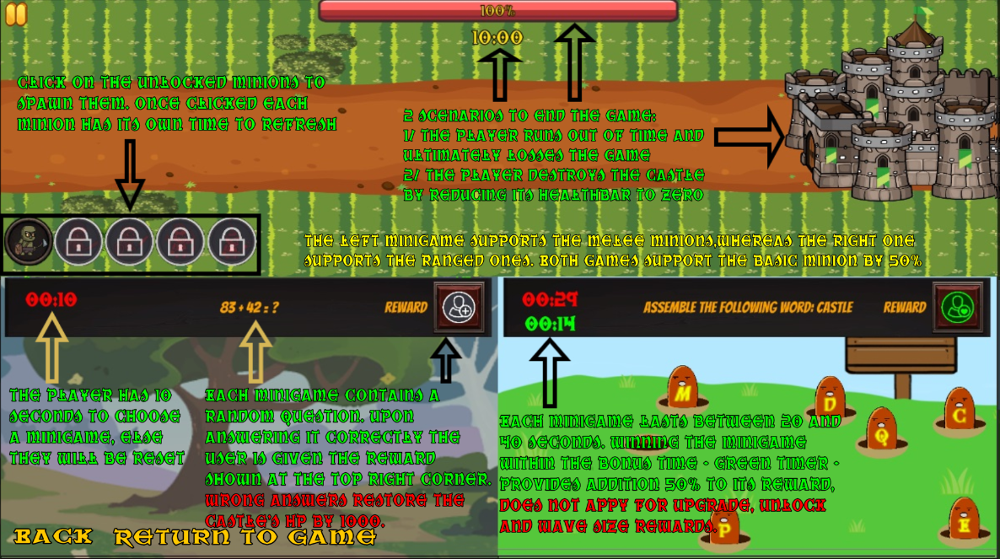 100%
10:00
CLICK ON THE UNLOCKED MINIONS TO
SPAWN THEM. ONCE CLICKED EACH
MINION HAS ITS OWN TIME TO REFRESH
2 SCENARIOS TO END THE GAME:
1/ THE PLAYER RUNS OUT OF TIME AND
ULTIMATELY LOSSES THE GAME
2/ THE PLAYER DESTROYS THE CASTLE
BY REDUCING ITS HEALTHBAR TO ZERO
THE LEFT MINIGAME SUPPORTS THE MELEE MINIONS,WHEREAS THE RIGHT ONE
SUPPORTS THE RANGED ONES. BOTH GAMES SUPPORT THE BASIC MINION BY 50%
00:10
83 + 42 = ?
REWARD
THE PLAYER HAS 10
SECONDS TO CHOOSE
A MINIGAME, ELSE
THEY WILL BE RESET
EACH MINIGAME CONTAINS A
RANDOM QUESTION. UPON
ANSWERING IT CORRECTLY THE
USER IS GIVEN THE REWARD
SHOWN AT THE TOP RIGHT CORNER.
WRONG ANSWERS RESTORE THE
CASTLE'S HP BY 1000.
BACK
RETURN TO GAME
00:29
00:14
ASSEMBLE THE FOLLOWING WORD: CASTLE
REWARD
M
D
C
Q
EACH MINIGAME LASTS BETWEEN 20 AND
40 SECONDS. WINNING THE MINIGAME
WITHIN THE BONUS TIME - GREEN TIMER -
PROVIDES ADDITION 50% TO ITS REWARD,
DOES NOT APPY FOR UPGRADE, UNLOCK
AND WAVE SIZE REWARDS.
P
E